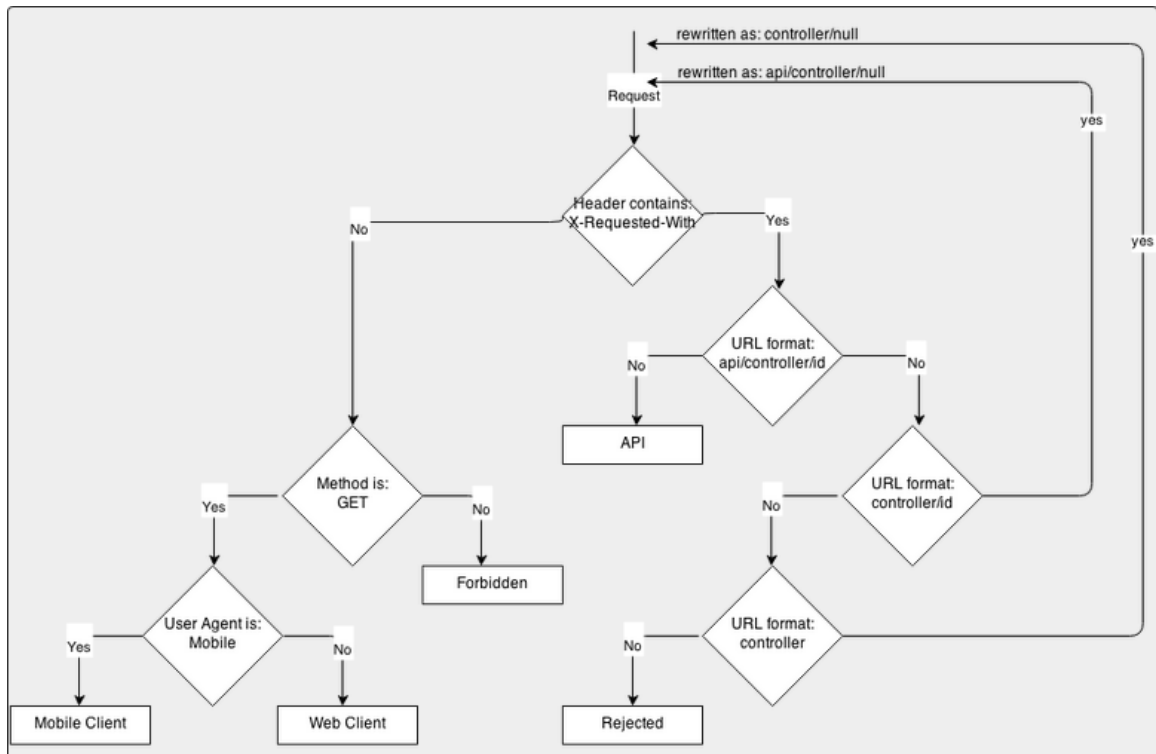 rewritten as: controller/null
rewritten as: api/controller/null
Request
yes
Header contains:
X-Requested-With
No
Yes
yes
URL format:
api/controller/id
No
No
API
Method is:
GET
URL format:
controller/id
Yes
No
No
Forbidden
User Agent is:
Mobile
URL format:
controller
Yes
No
No
Mobile Client
Web Client
Rejected